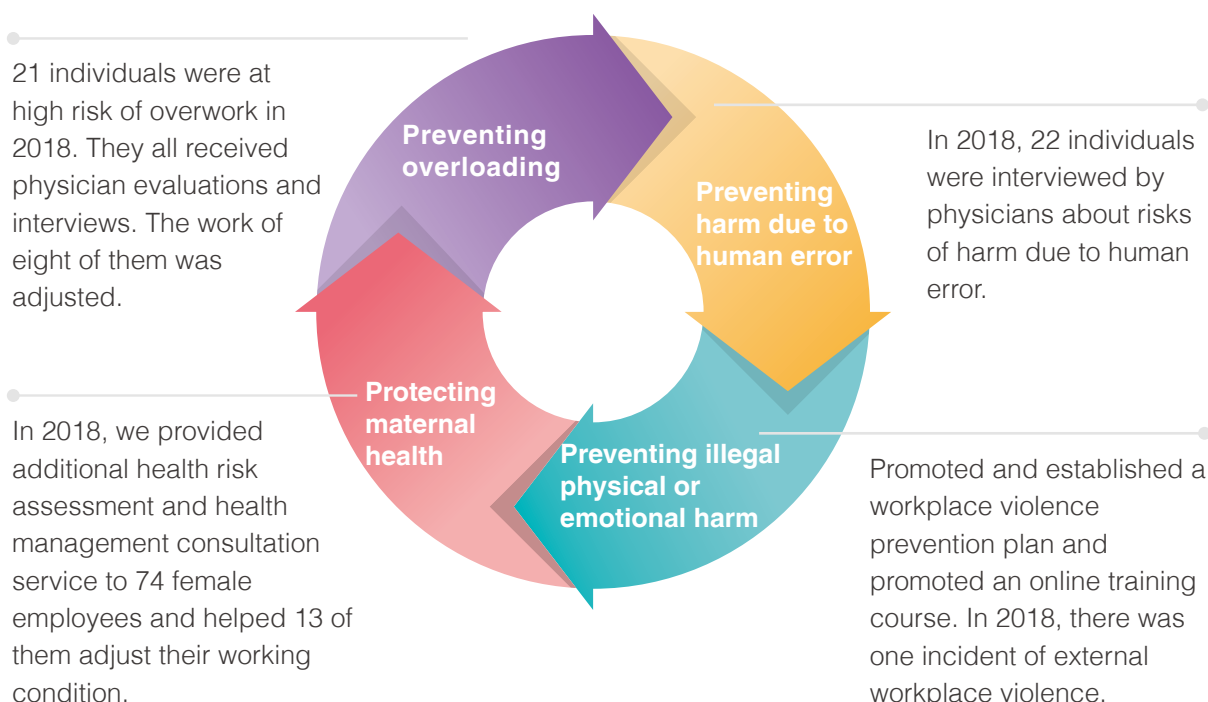 21 individuals were at
high risk of overwork in
2018. They all received
physician evaluations and
interviews. The work of
eight of them was
adjusted.
Preventing
overloading
Preventing
harm due to
human error
In 2018, 22 individuals
were interviewed by
physicians about risks
of harm due to human
error.
Protecting
maternal
health
In 2018, we provided
additional health risk
assessment and health
management consultation
service to 74 female
employees and helped 13 of
them adjust their working
condition.
Preventing illegal
physical or
emotional harm
Promoted and established a
workplace violence
prevention plan and
promoted an online training
course. In 2018, there was
one incident of external
workplace violence.